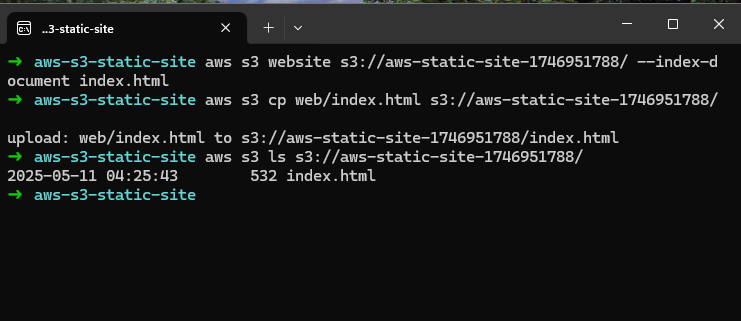 ..3-static-site
➜ aws-s3-static-site aws s3 website s3://aws-static-site-1746951788/ --index-d
ocument index.html
➜ aws-s3-static-site aws s3 cp web/index.html s3://aws-static-site-1746951788/
upload: web/index.html to s3://aws-static-site-1746951788/index.html
➜ aws-s3-static-site aws s3 ls s3://aws-static-site-1746951788/
2025-05-11 04:25:43        532 index.html
➜ aws-s3-static-site